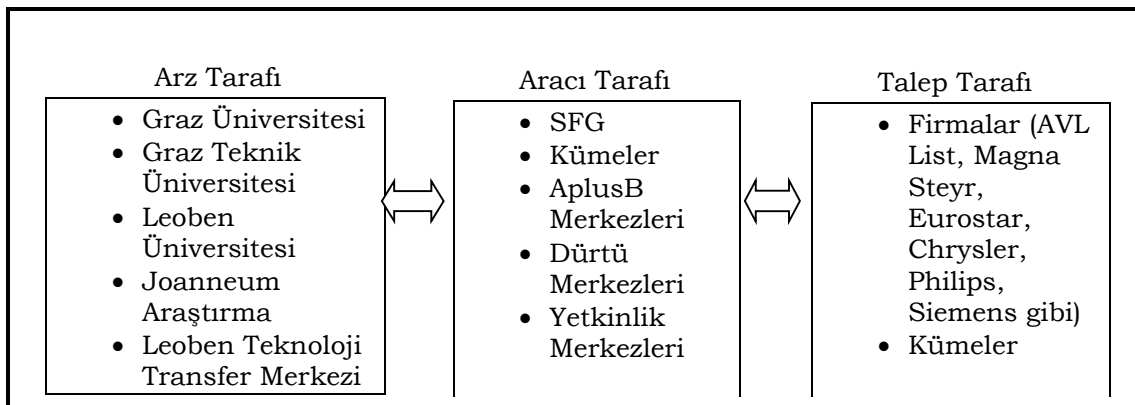 Arz Tarafı
• Graz Üniversitesi
• Graz Teknik
Üniversitesi
• Leoben
Üniversitesi
• Joanneum
Araştırma
• Leoben Teknoloji
Transfer Merkezi
Aracı Tarafı
• SFG
• Kümeler
• AplusB
Merkezleri
• Dürtü
Merkezleri
• Yetkinlik
Merkezleri
Talep Tarafı
• Firmalar (AVL
List, Magna
Steyr,
Eurostar,
Chrysler,
Philips,
Siemens gibi)
• Kümeler